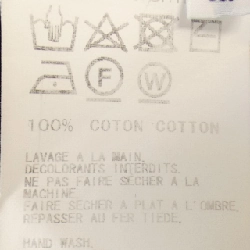 F W
100% COTON COTTON
LAVAGE A LA MAIN.
DECOLORANTS INTERDITS.
NE PAS FAIRE SECHER A LA
MACHINE
FAIRE SECHER A PLAT A L'OMBRE.
REPASSER AU FER TIEDE.
HAND WASH.